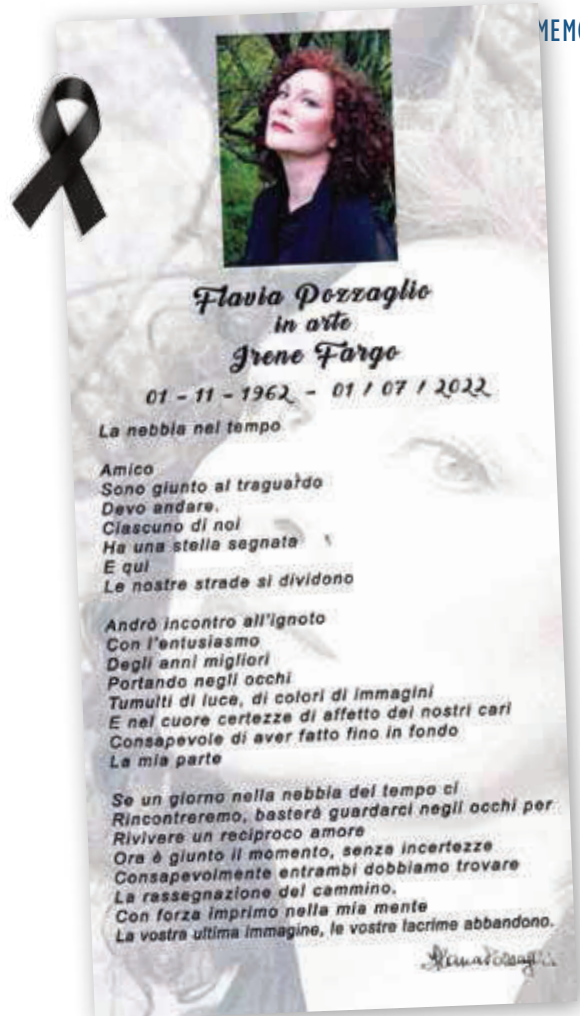 MEMO
Flavia Pozzaglio
in arte
Irene Fargo
01 - 11 - 1962 - 01 / 07 / 2022
La nebbia nel tempo
Amico
Sono giunto al traguardo
Devo andare.
Ciascuno di noi
Ha una stella segnata
E qui
Le nostre strade si dividono
Andrò incontro all'ignoto
Con l'entusiasmo
Degli anni migliori
Portando negli occhi
Tumulti di luce, di colori di immagini
E nel cuore certezze di affetto dei nostri cari
Consapevole di aver fatto fino in fondo
La mia parte
Se un giorno nella nebbia del tempo ci
Rincontreremo, basterà guardarci negli occhi per
Rivivere un reciproco amore
Ora è giunto il momento, senza incertezze
Consapevolmente entrambi dobbiamo trovare
La rassegnazione del cammino.
Con forza imprimo nella mia mente
La vostra ultima immagine, le vostre lacrime abbandono.